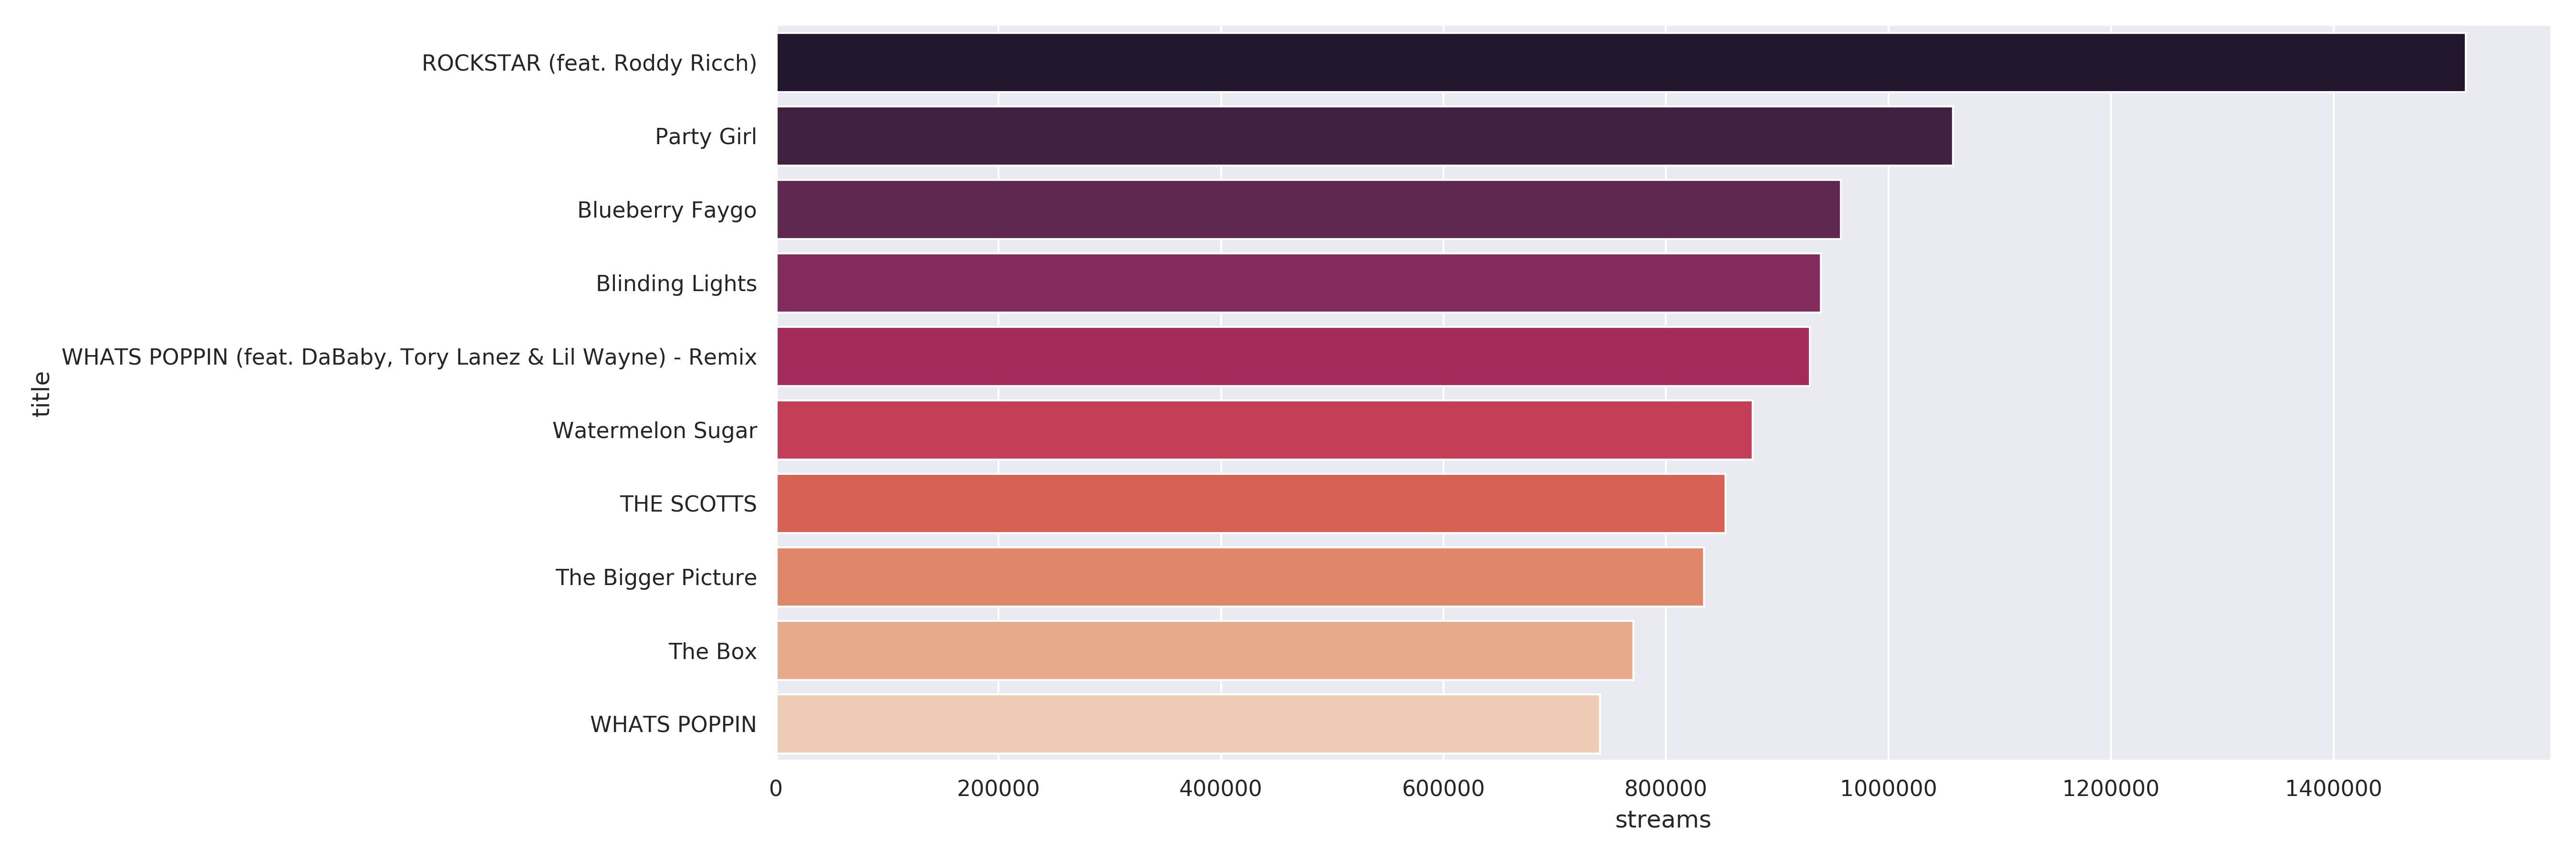 ROCKSTAR (feat. Roddy Ricch)
Party Girl
Blueberry Faygo
Blinding Lights
WHATS POPPIN (feat. DaBaby, Tory Lanez & Lil Wayne) - Remix
Watermelon Sugar
THE SCOTTS
The Bigger Picture
The Box
WHATS POPPIN
title
0 200000 400000 600000 800000 1000000 1200000 1400000
streams